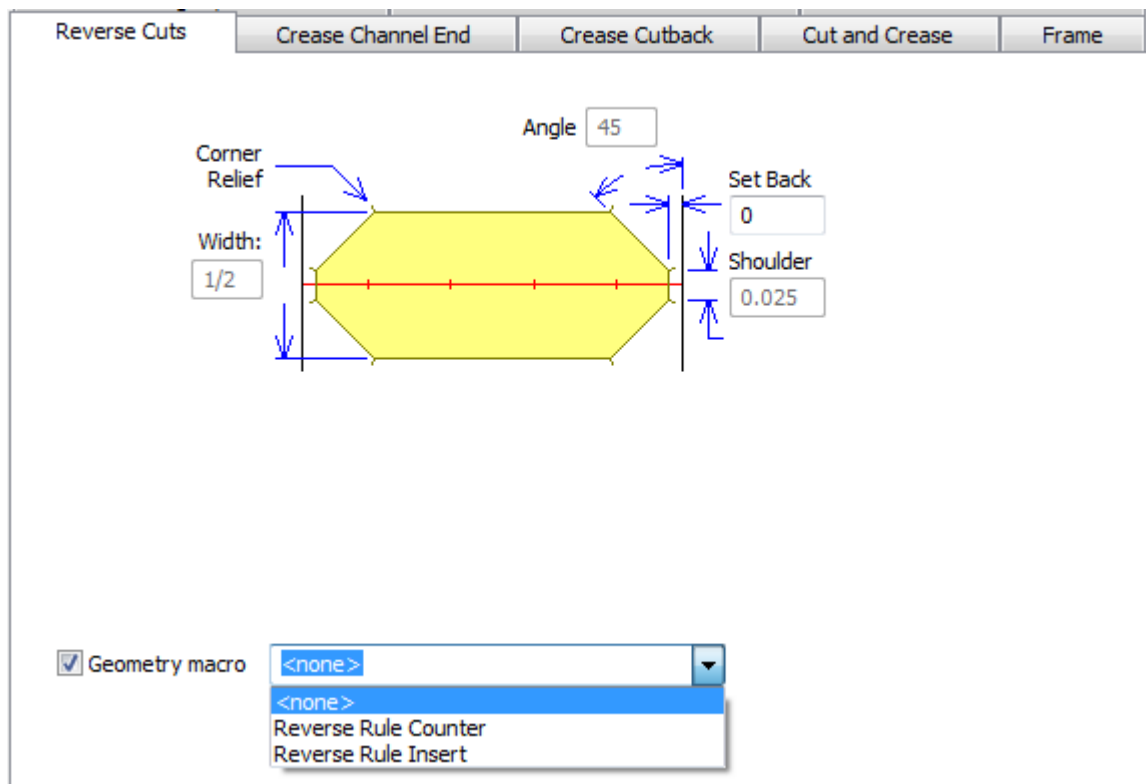 Reverse Cuts
Crease Channel End
Crease Cutback
Cut and Crease
Frame
Angle 45
Corner
Relief
Set Back
0
Width:
1/2
Shoulder
0.025
Geometry macro <none>
<none>
Reverse Rule Counter
Reverse Rule Insert